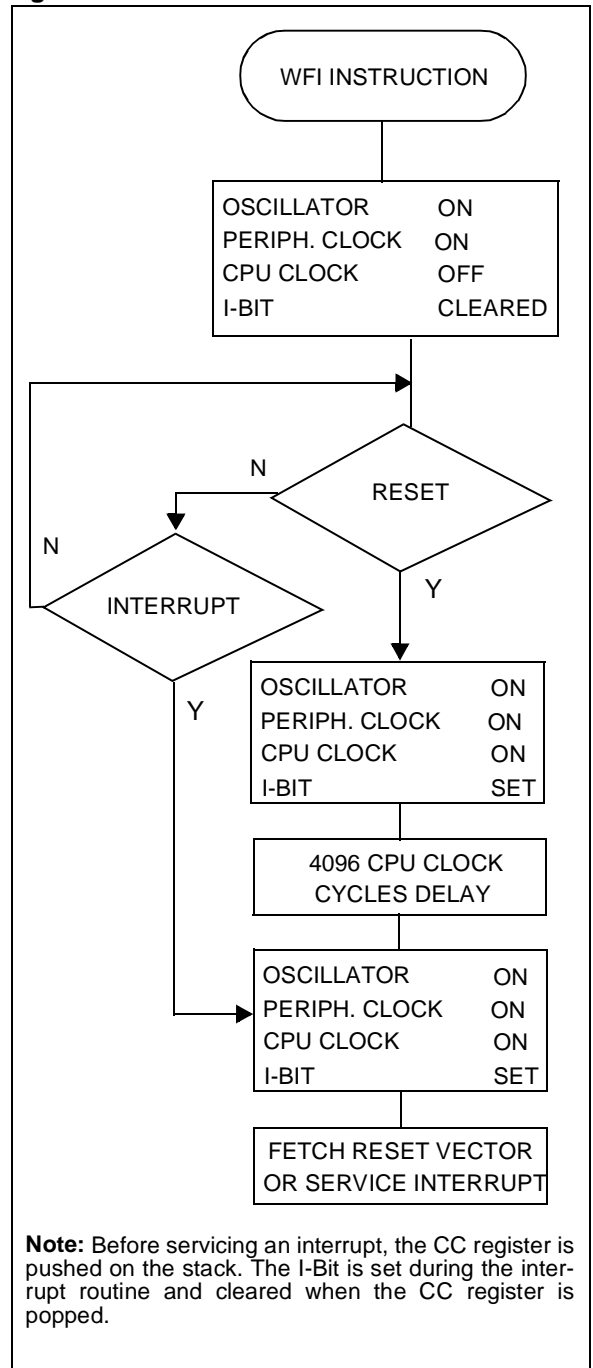 WFI INSTRUCTION
OSCILLATOR ON
PERIPH. CLOCK ON
CPU CLOCK OFF
I-BIT CLEARED
N
RESET
N
INTERRUPT
Y
Y
OSCILLATOR ON
PERIPH. CLOCK ON
CPU CLOCK ON
I-BIT SET
4096 CPU CLOCK
CYCLES DELAY
OSCILLATOR ON
PERIPH. CLOCK ON
CPU CLOCK ON
I-BIT SET
FETCH RESET VECTOR
OR SERVICE INTERRUPT
Note: Before servicing an interrupt, the CC register is
pushed on the stack. The I-Bit is set during the inter-
rupt routine and cleared when the CC register is
popped.